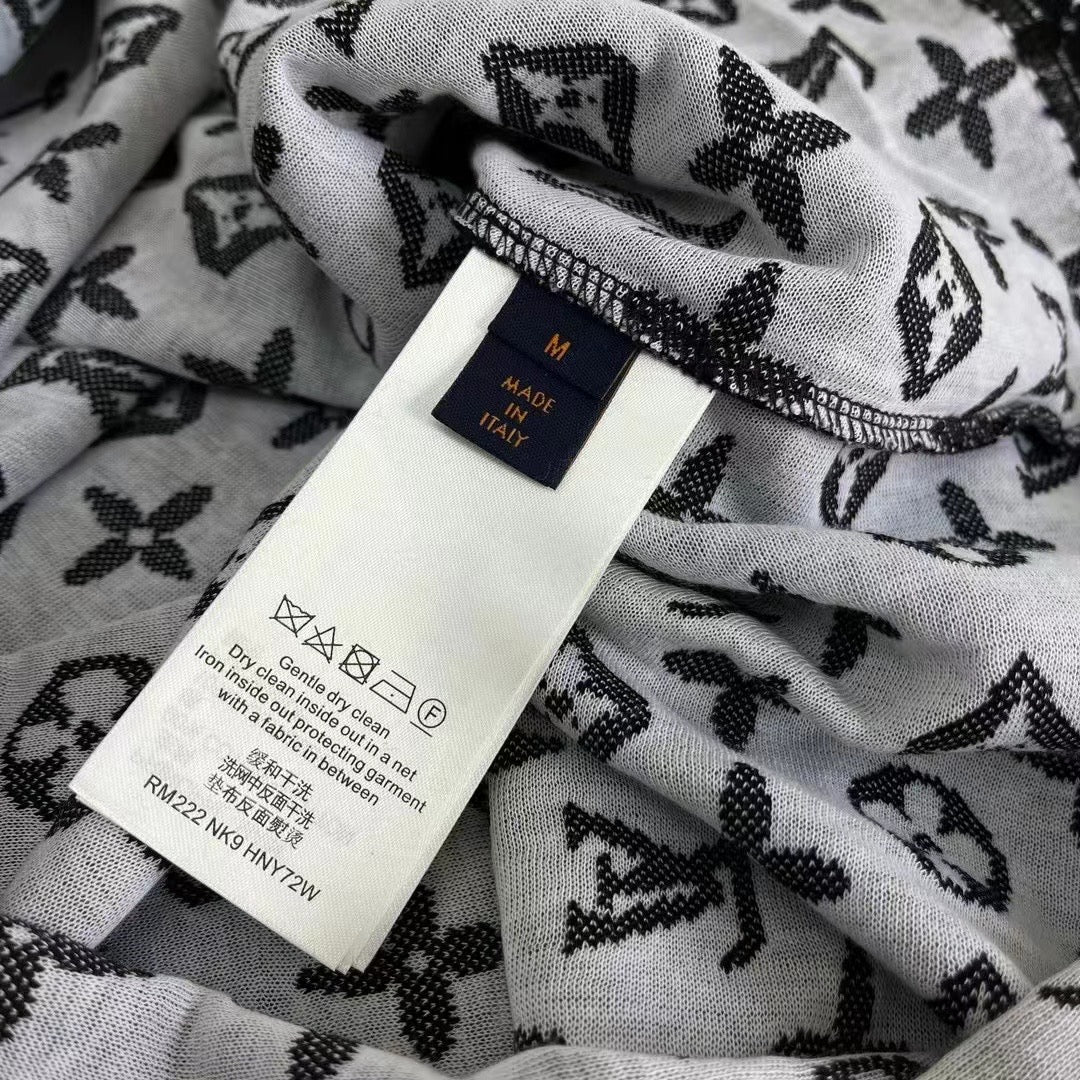 M
MADE
IN
ITALY
F
Gentle dry clean
Dry clean inside out in a net
Iron inside out protecting garment
with a fabric in between
缓和干洗
洗网中反面干洗
垫布反面熨烫
RM222 NK9 HNY72W